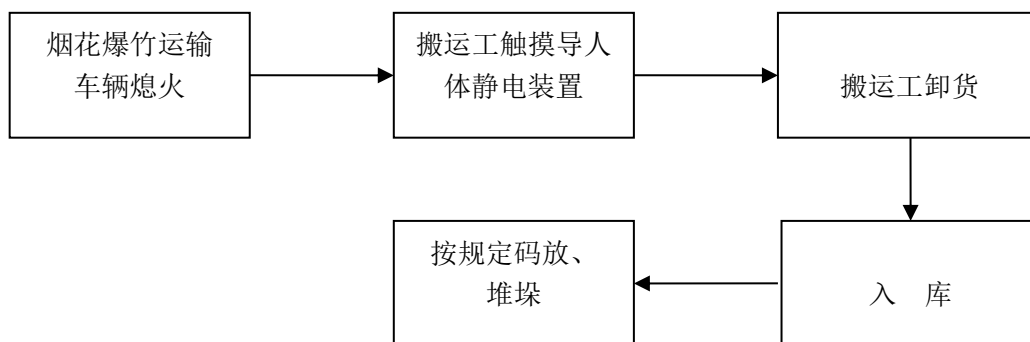 烟花爆竹运输
车辆熄火
搬运工触摸导人
体静电装置
搬运工卸货
入 库
按规定码放、
堆垛